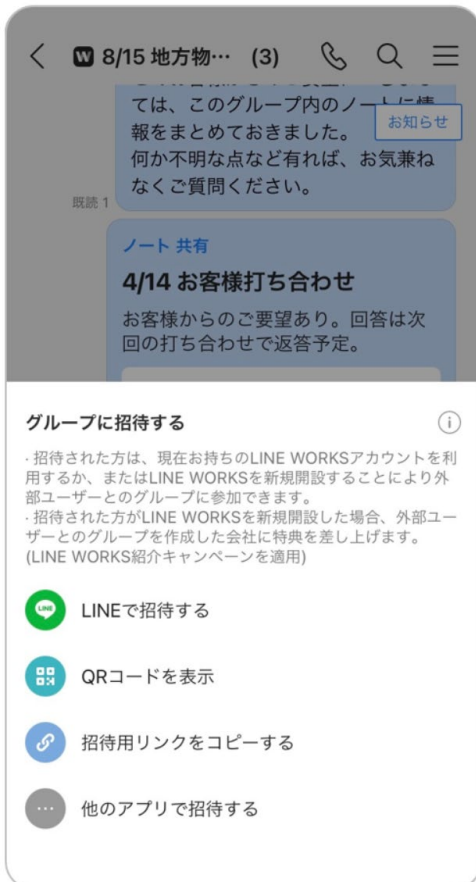 W 8/15 地方物… (3)
ては、このグループ内のノートに情
お知らせ
報をまとめておきました。
何か不明な点など有れば、お気兼ね
なくご質問ください。
既読 1
ノート 共有
4/14 お客様打ち合わせ
お客様からのご要望あり。回答は次
回の打ち合わせで返答予定。
グループに招待する
· 招待された方は、現在お持ちのLINE WORKSアカウントを利
用するか、またはLINE WORKSを新規開設することにより外
部ユーザーとのグループに参加できます。
· 招待された方がLINE WORKSを新規開設した場合、外部ユー
ザーとのグループを作成した会社に特典を差し上げます。
(LINE WORKS紹介キャンペーンを適用)
LINE
LINEで招待する
QRコードを表示
招待用リンクをコピーする
他のアプリで招待する